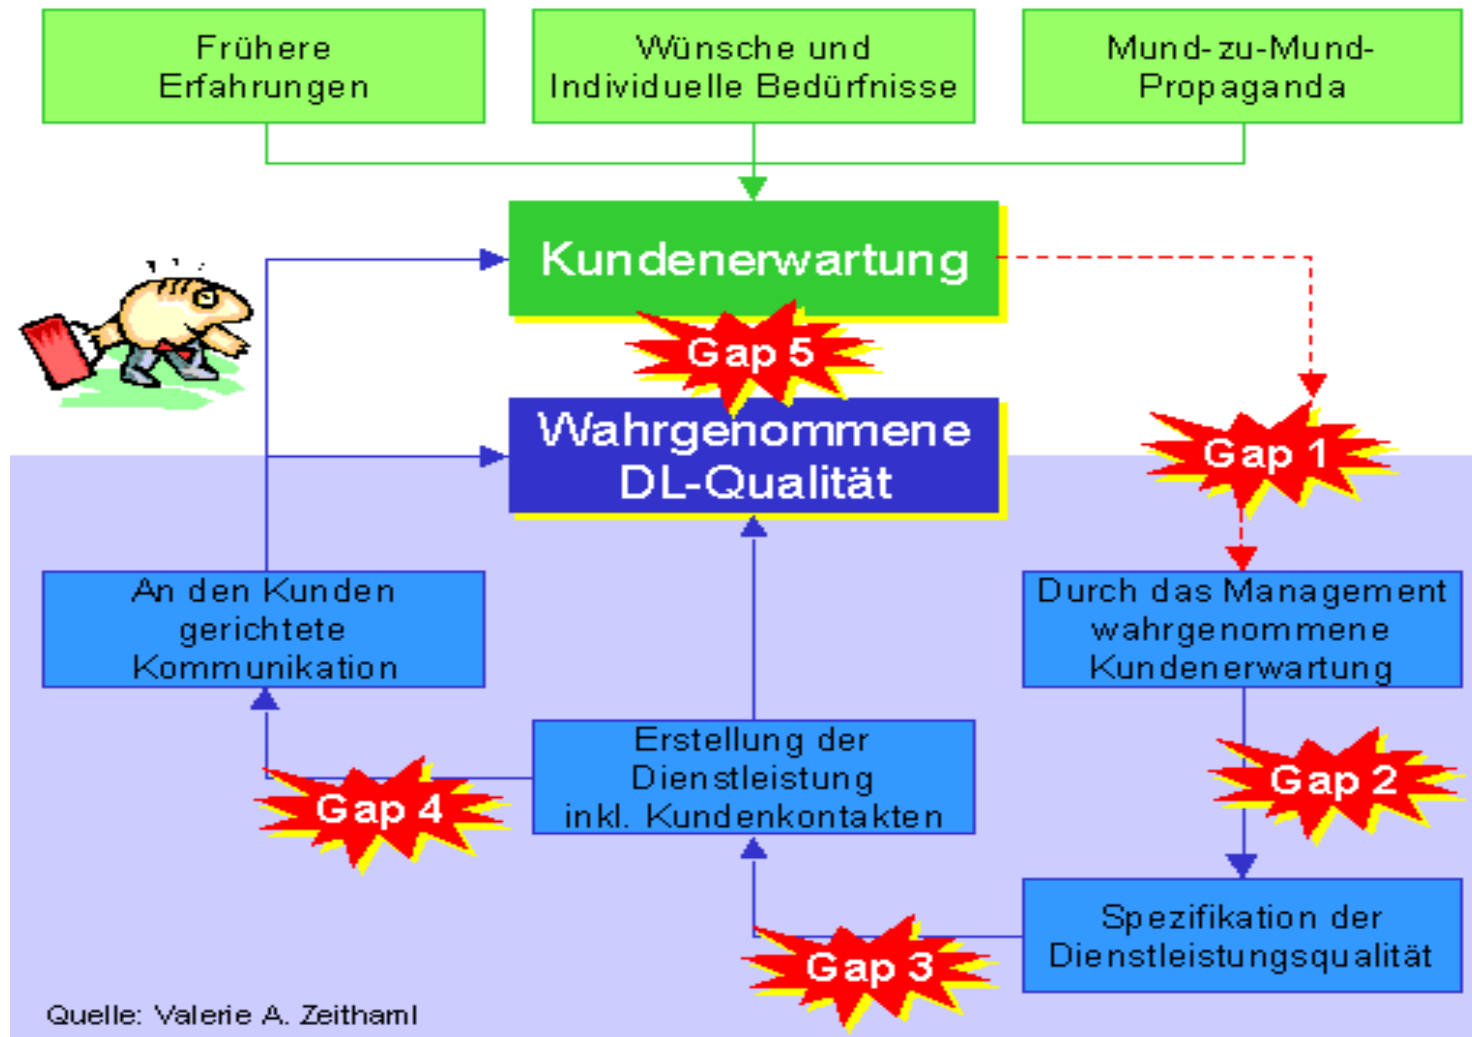 Frühere
Erfahrungen
Wünsche und
Individuelle Bedürfnisse
Mund-zu-Mund-
Propaganda
Kundenerwartung
Gap 5
Wahrgenommene
DL-Qualität
Gap 1
An den Kunden
gerichtete
Kommunikation
Durch das Management
wahrgenommene
Kundenerwartung
Erstellung der
Dienstleistung
inkl. Kundenkontakten
Gap 4
Gap 2
Spezifikation der
Dienstleistungsqualität
Gap 3
Quelle: Valerie A. Zeithaml